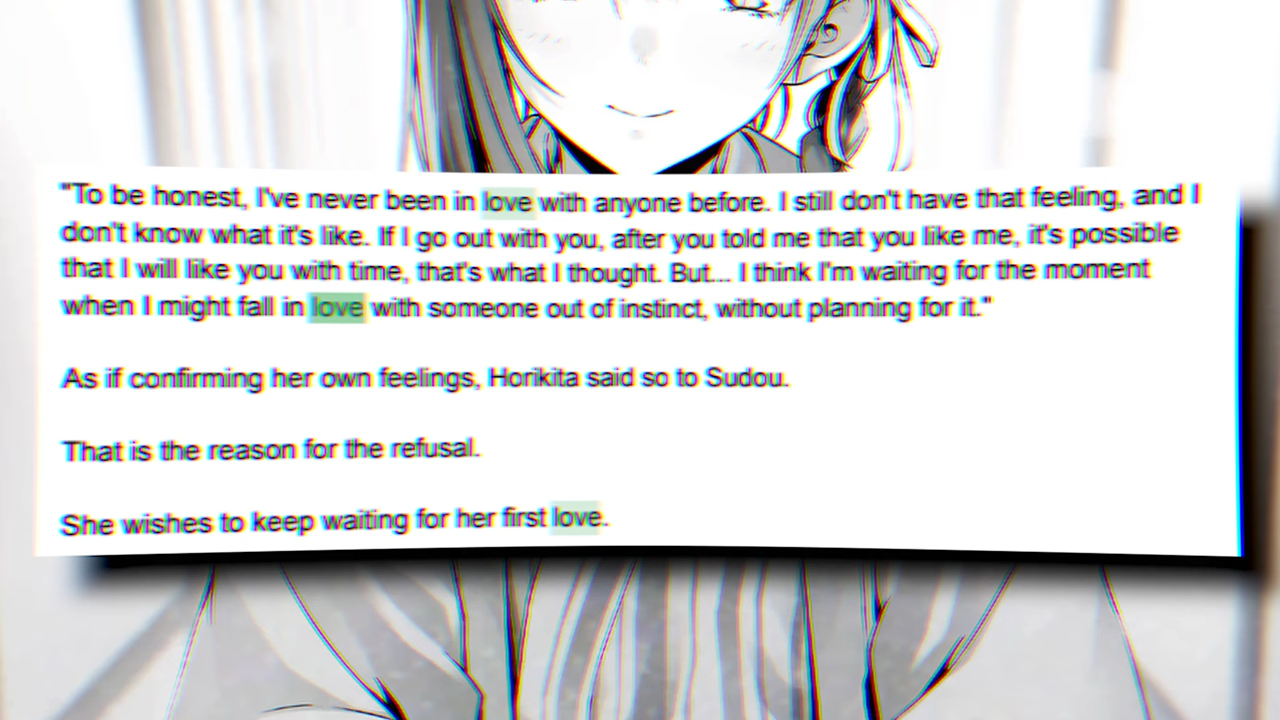 "To be honest, I've never been in love with anyone before. I still don't have that feeling, and I
don't know what it's like. If I go out with you, after you told me that you like me, it's possible
that I will like you with time, that's what I thought. But... I think I'm waiting for the moment
when I might fall in love with someone out of instinct, without planning for it."
As if confirming her own feelings, Horikita said so to Sudou.
That is the reason for the refusal.
She wishes to keep waiting for her first love.